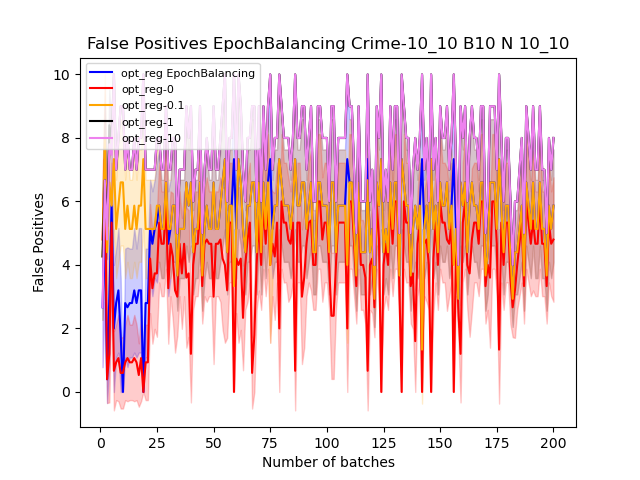 False Positives EpochBalancing Crime-10_10 B10 N 10_10
opt_reg EpochBalancing
opt_reg-0
opt_reg-0.1
opt_reg-1
opt_reg-10
False Positives
10
8
6
4
2
0
0 25 50 75 100 125 150 175 200
Number of batches